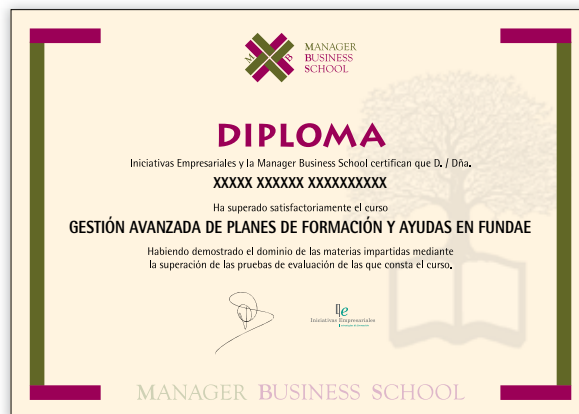 M B
MANAGER
BUSINESS
SCHOOL
DIPLOMA
Iniciativas Empresariales y la Manager Business School certifican que D. / Dña.
XXXXX XXXXXX XXXXXXXXXX
Ha superado satisfactoriamente el curso
GESTIÓN AVANZADA DE PLANES DE FORMACIÓN Y AYUDAS EN FUNDAE
Habiendo demostrado el dominio de las materias impartidas mediante
la superación de las pruebas de evaluación de las que consta el curso.
Iniciativas Empresariales
MANAGER BUSINESS SCHOOL